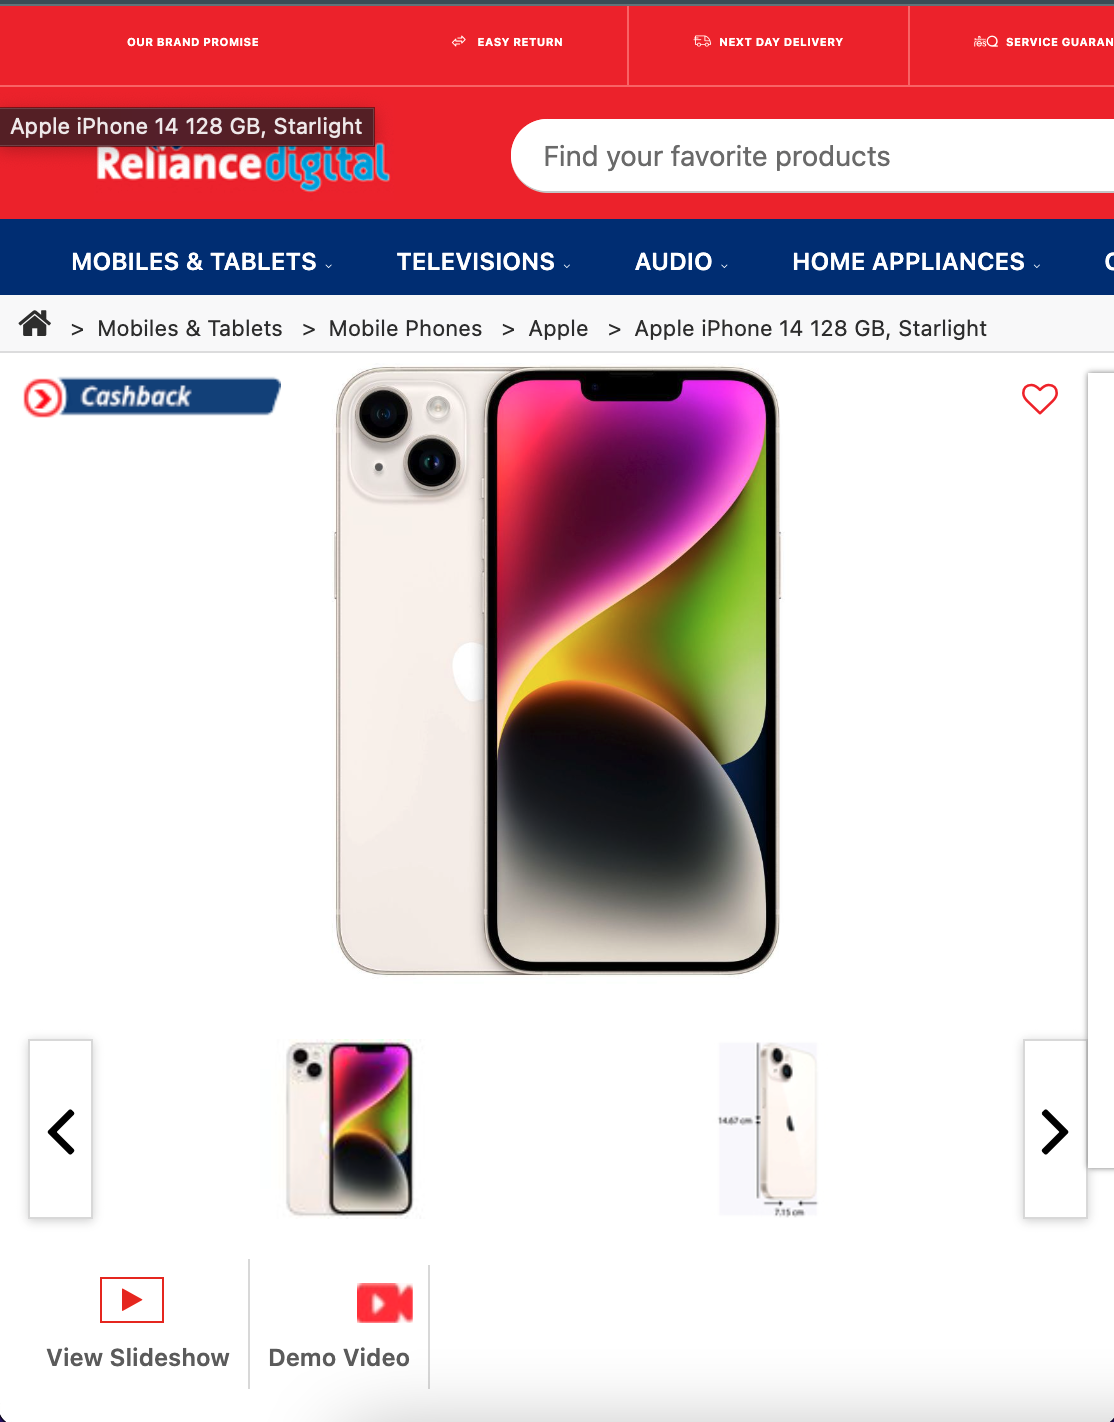 OUR BRAND PROMISE
EASY RETURN
NEXT DAY DELIVERY
SERVICE GUARAN
Apple iPhone 14 128 GB, Starlight
Reliance digital
Find your favorite products
MOBILES & TABLETS
TELEVISIONS
AUDIO
HOME APPLIANCES
> Mobiles & Tablets > Mobile Phones > Apple > Apple iPhone 14 128 GB, Starlight
Cashback
14.67 cm
7.15 cm
View Slideshow
Demo Video